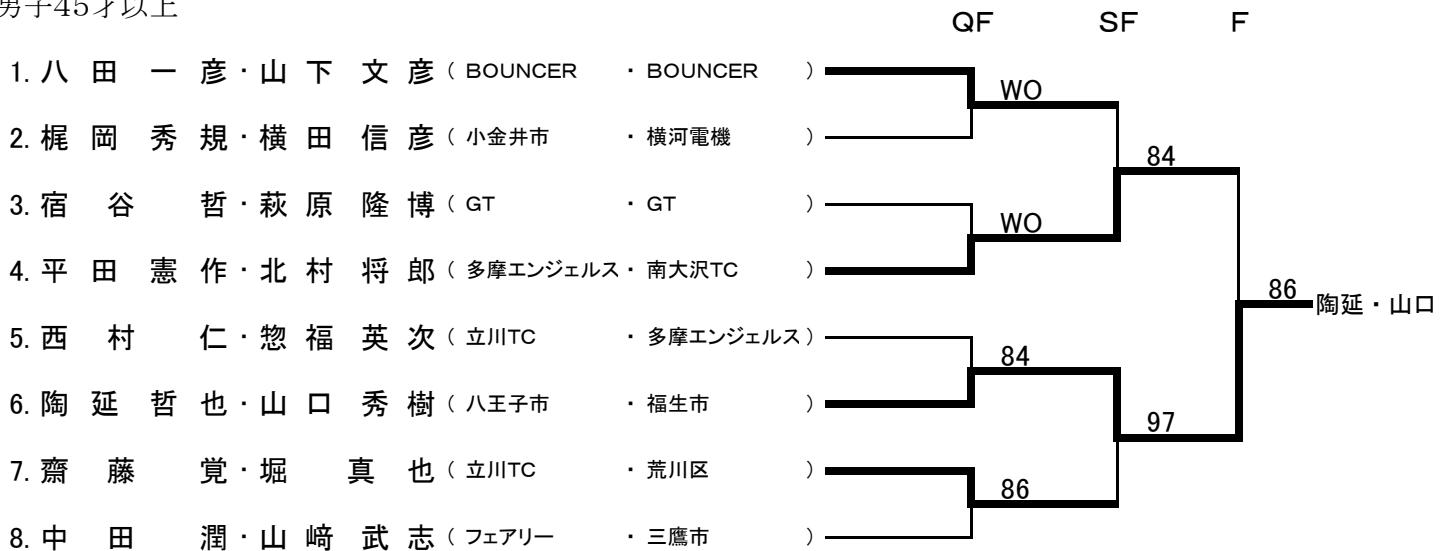 男子45才以上
QF SF F
1. 八田 一彦・山下 文彦 ( BOUNCER ・ BOUNCER )
WO
2. 梶岡 秀規・横田 信彦 ( 小金井市 ・ 横河電機 )
84
3. 宿谷 哲・萩原 隆博 ( GT ・ GT )
WO
4. 平田 憲作・北村 将郎 ( 多摩エンジェルス ・ 南大沢TC )
86 陶延・山口
5. 西村 仁・惣福 英次 ( 立川TC ・ 多摩エンジェルス )
84
6. 陶延 哲也・山口 秀樹 ( 八王子市 ・ 福生市 )
97
7. 齋藤 覚・堀 真也 ( 立川TC ・ 荒川区 )
86
8. 中田 潤・山﨑 武志 ( フェアリー ・ 三鷹市 )